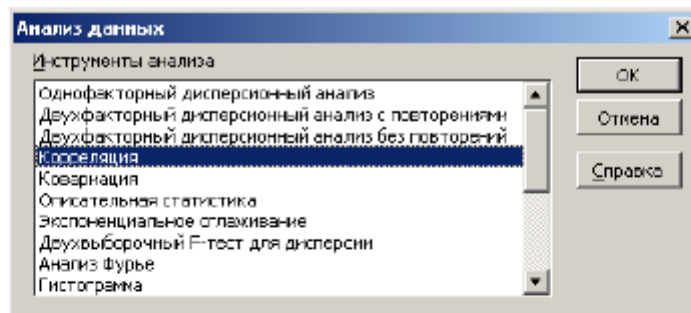 Анализ данных
Инструменты анализа
Однофакторный дисперсионный анализ
Двухфакторный дисперсионный анализ с повторениями
Двухфакторный дисперсионный анализ без повторений
Корреляция
Ковариация
Описательная статистика
Экспоненциальное сглаживание
Двухвыборочный F-тест для дисперсии
Анализ Фурье
Гистограмма
ОК
Отмена
Справка